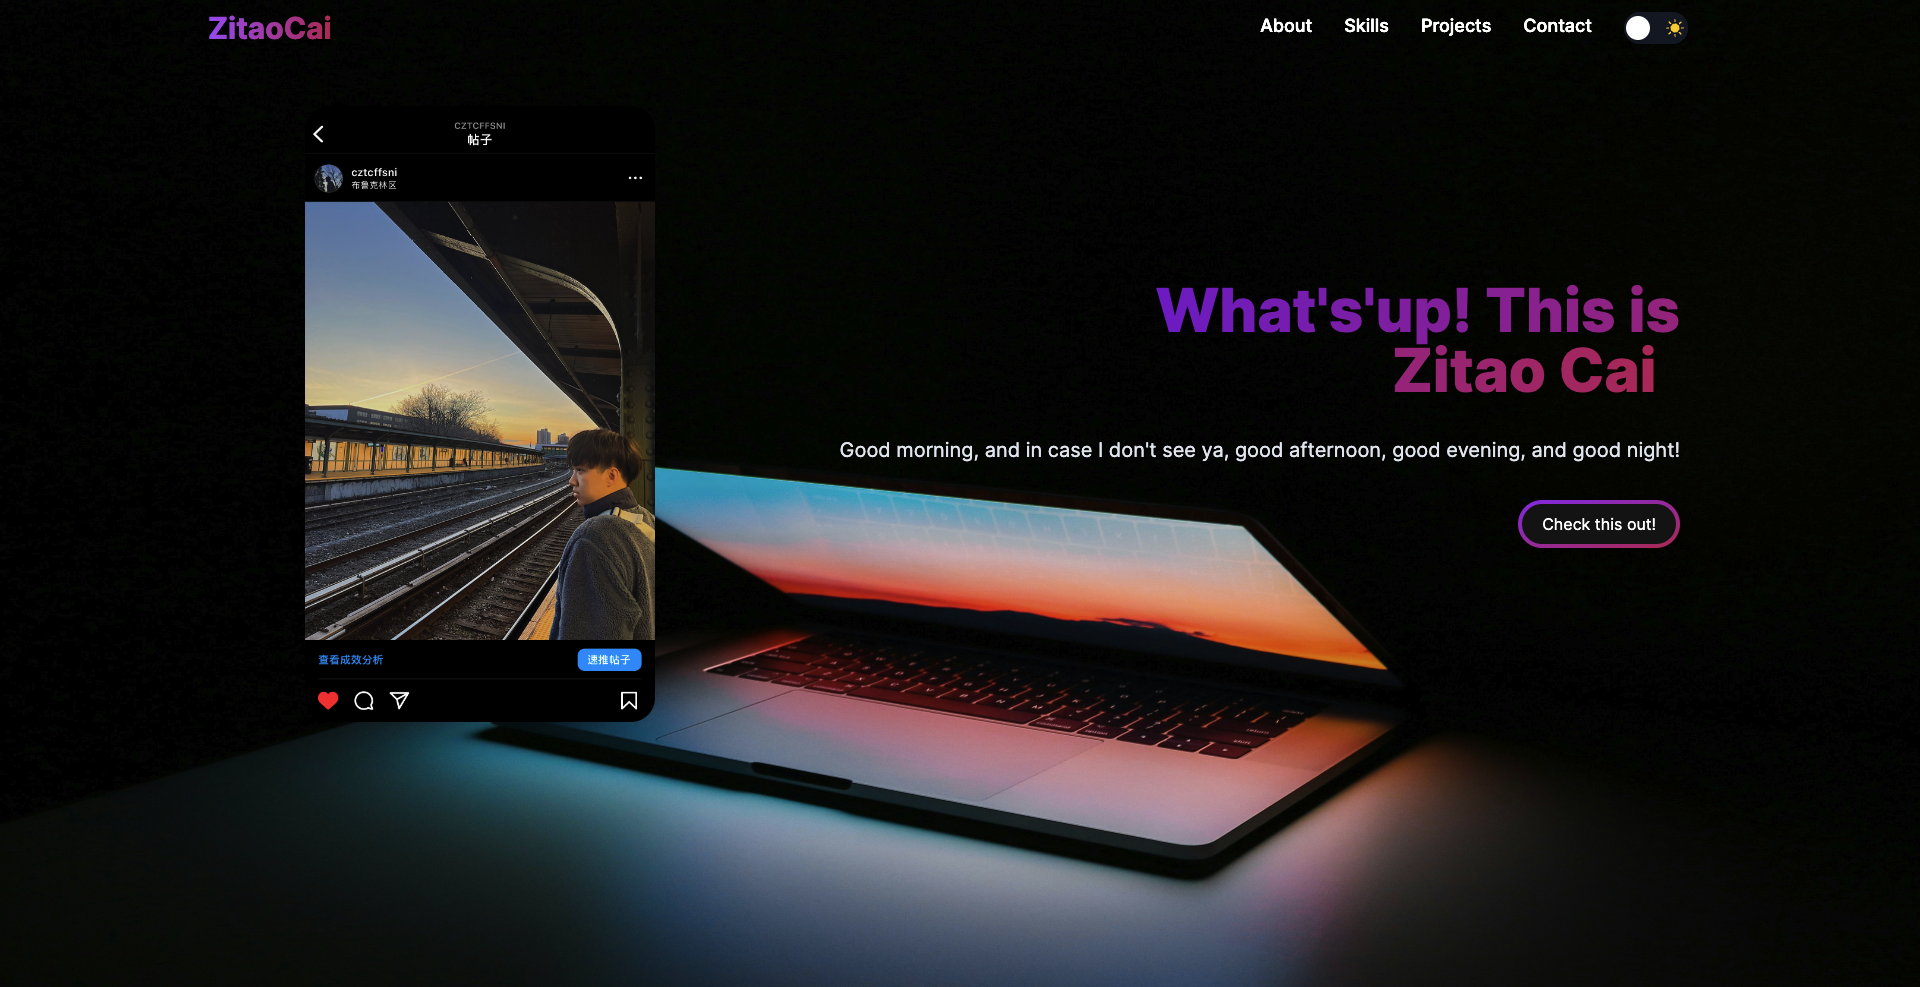 ZitaoCai
About
Skills
Projects
Contact
CZTCFFSNI
帖子
cztcffsni
布鲁克林区
查看成效分析
速推帖子
What's'up! This is
Zitao Cai
Good morning, and in case I don't see ya, good afternoon, good evening, and good night!
Check this out!